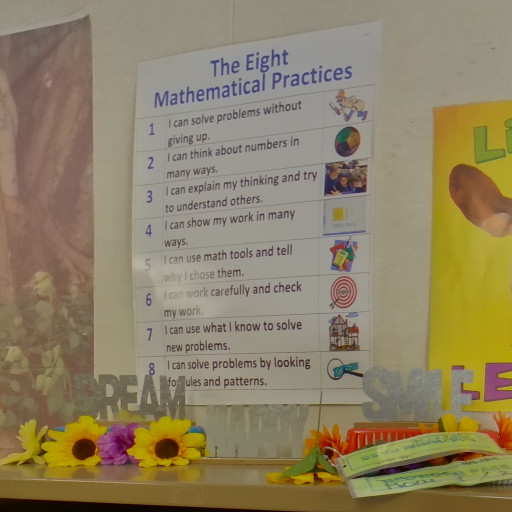 The Eight
Mathematical Practices
1 I can solve problems without
giving up.
2 I can think about numbers in
many ways.
3 I can explain my thinking and try
to understand others.
4 I can show my work in many
ways.
5 I can use math tools and tell
why I chose them.
6 I can work carefully and check
my work.
7 I can use what I know to solve
new problems.
8 I can solve problems by looking
for rules and patterns.
DREAM
SMILE